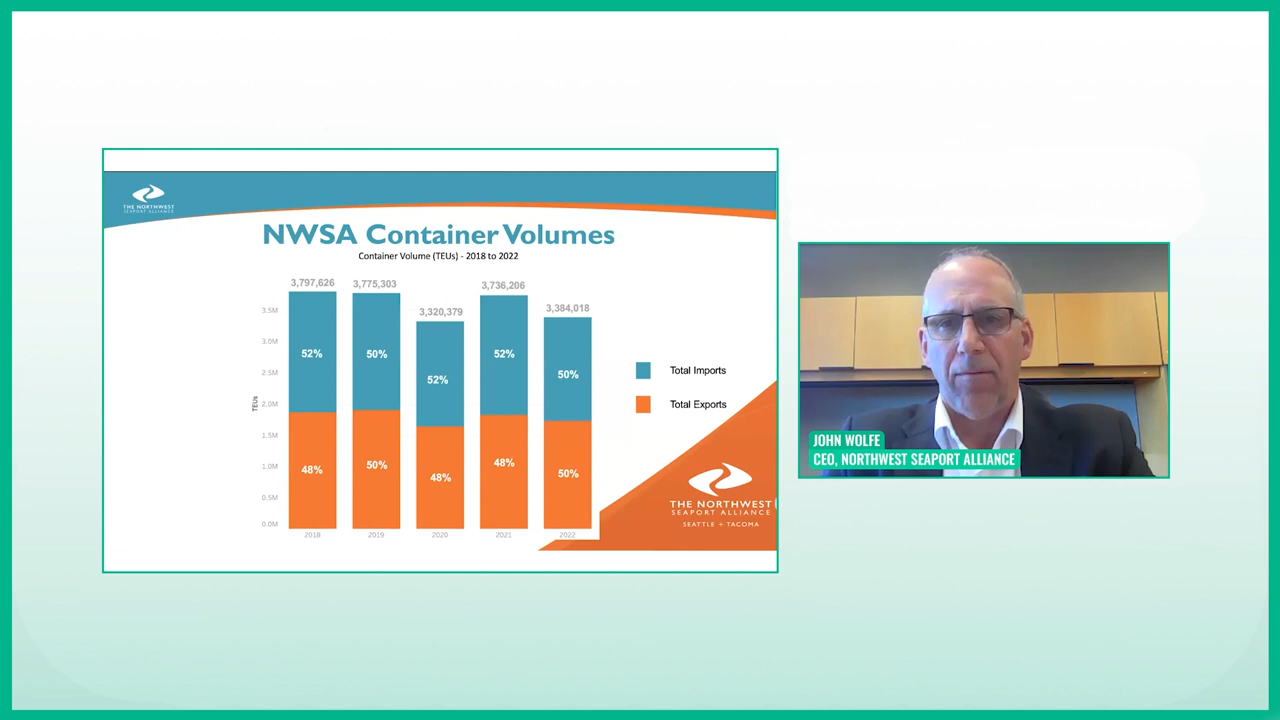 THE NORTHWEST
SEAPORT ALLIANCE
NWSA Container Volumes
Container Volume (TEUs) - 2018 to 2022
3,797,626
3,775,303
3,320,379
3,736,206
3,384,018
3.5M
3.0M
2.5M
2.0M
1.5M
1.0M
0.5M
0.0M
TEUs
52%
50%
52%
52%
50%
48%
50%
48%
48%
50%
2018
2019
2020
2021
2022
Total Imports
Total Exports
THE NORTHWEST
SEAPORT ALLIANCE
SEATTLE + TACOMA
JOHN WOLFE
CEO, NORTHWEST SEAPORT ALLIANCE